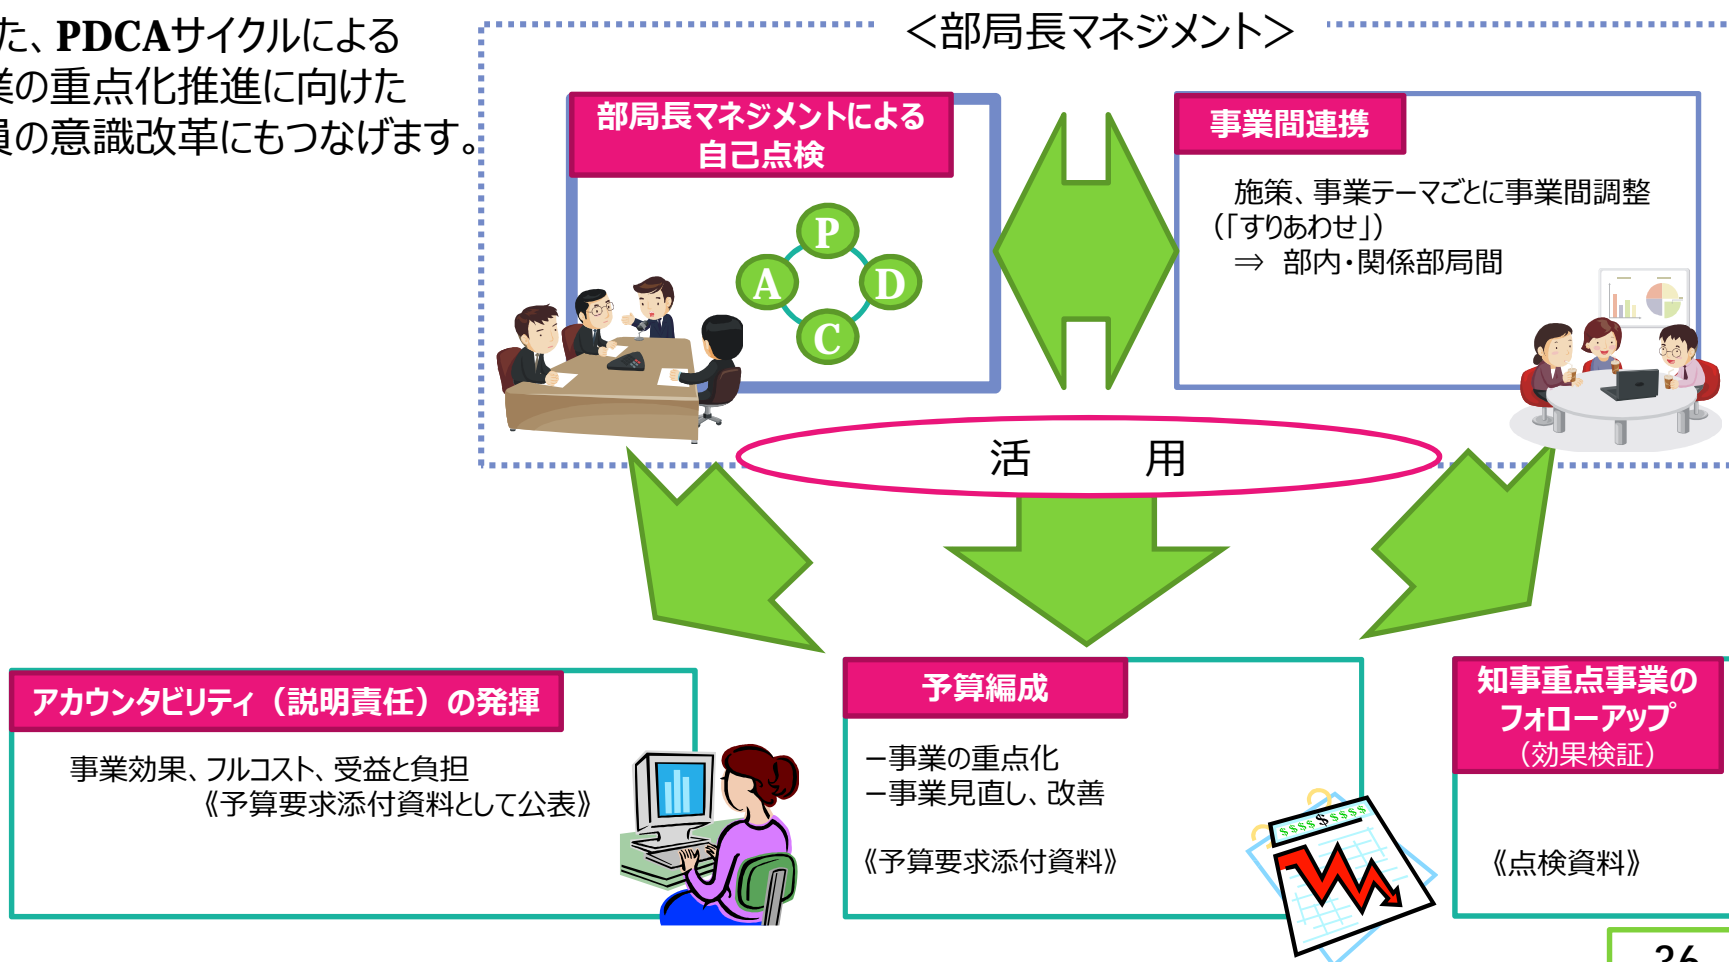 た、PDCAサイクルによる
業の重点化推進に向けた
員の意識改革にもつなげます。
＜部局長マネジメント＞
部局長マネジメントによる
自己点検
P
A
D
C
事業間連携
施策、事業テーマごとに事業間調整
（「すりあわせ」）
⇒ 部内・関係部局間
活 用
アカウンタビリティ（説明責任）の発揮
事業効果、フルコスト、受益と負担
《予算要求添付資料として公表》
予算編成
－事業の重点化
－事業見直し、改善
《予算要求添付資料》
$$$$$$$$$
知事重点事業の
フォローアップ
（効果検証）
《点検資料》
26